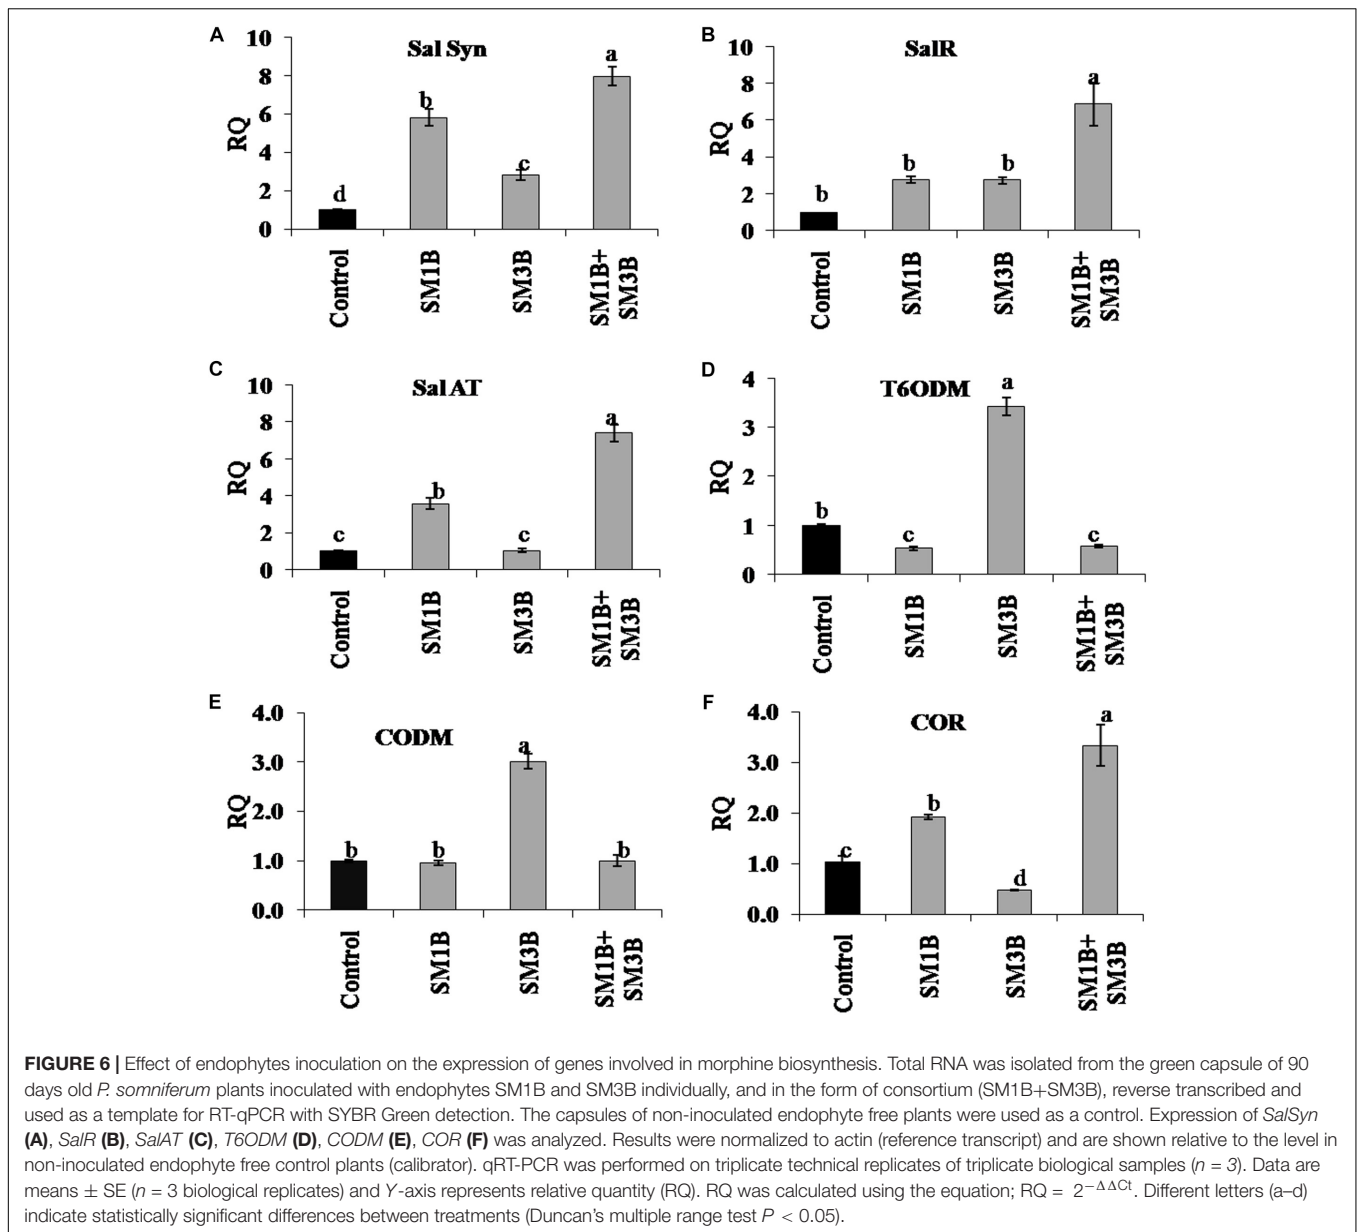 A
Sal Syn
10
8
6
4
2
0
RQ
d
b
c
a
Control
SM1B
SM3B
SM1B+
SM3B
B
SalR
10
8
6
4
2
0
RQ
b
b
b
a
Control
SM1B
SM3B
SM1B+
SM3B
C
Sal AT
10
8
6
4
2
0
RQ
c
b
c
a
Control
SM1B
SM3B
SM1B+
SM3B
D
T6ODM
4
3
2
1
0
RQ
b
c
a
c
Control
SM1B
SM3B
SM1B+
SM3B
E
CODM
4.0
3.0
2.0
1.0
0.0
RQ
b
b
a
b
Control
SM1B
SM3B
SM1B+
SM3B
F
COR
4.0
3.0
2.0
1.0
0.0
RQ
c
b
d
a
Control
SM1B
SM3B
SM1B+
SM3B
FIGURE 6 | Effect of endophytes inoculation on the expression of genes involved in morphine biosynthesis. Total RNA was isolated from the green capsule of 90
days old P. somniferum plants inoculated with endophytes SM1B and SM3B individually, and in the form of consortium (SM1B+SM3B), reverse transcribed and
used as a template for RT-qPCR with SYBR Green detection. The capsules of non-inoculated endophyte free plants were used as a control. Expression of SalSyn
(A), SalR (B), SalAT (C), T6ODM (D), CODM (E), COR (F) was analyzed. Results were normalized to actin (reference transcript) and are shown relative to the level in
non-inoculated endophyte free control plants (calibrator). qRT-PCR was performed on triplicate technical replicates of triplicate biological samples (n = 3). Data are
means ± SE (n = 3 biological replicates) and Y-axis represents relative quantity (RQ). RQ was calculated using the equation; RQ = 2−ΔΔCt. Different letters (a–d)
indicate statistically significant differences between treatments (Duncan's multiple range test P < 0.05).